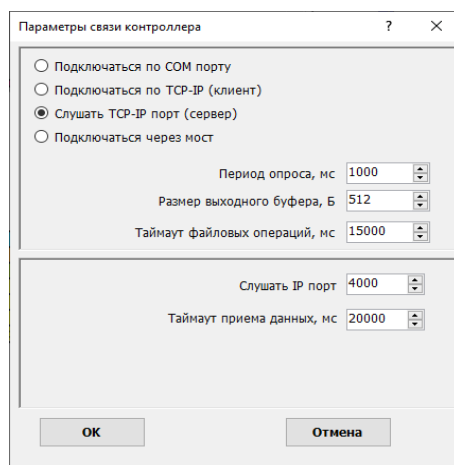 Параметры связи контроллера ?
Подключаться по COM порту
Подключаться по TCP-IP (клиент)
Слушать TCP-IP порт (сервер)
Подключаться через мост
Период опроса, мс 1000
Размер выходного буфера, Б 512
Таймаут файловых операций, мс 15000
Слушать IP порт 4000
Таймаут приема данных, мс 20000
OK Отмена